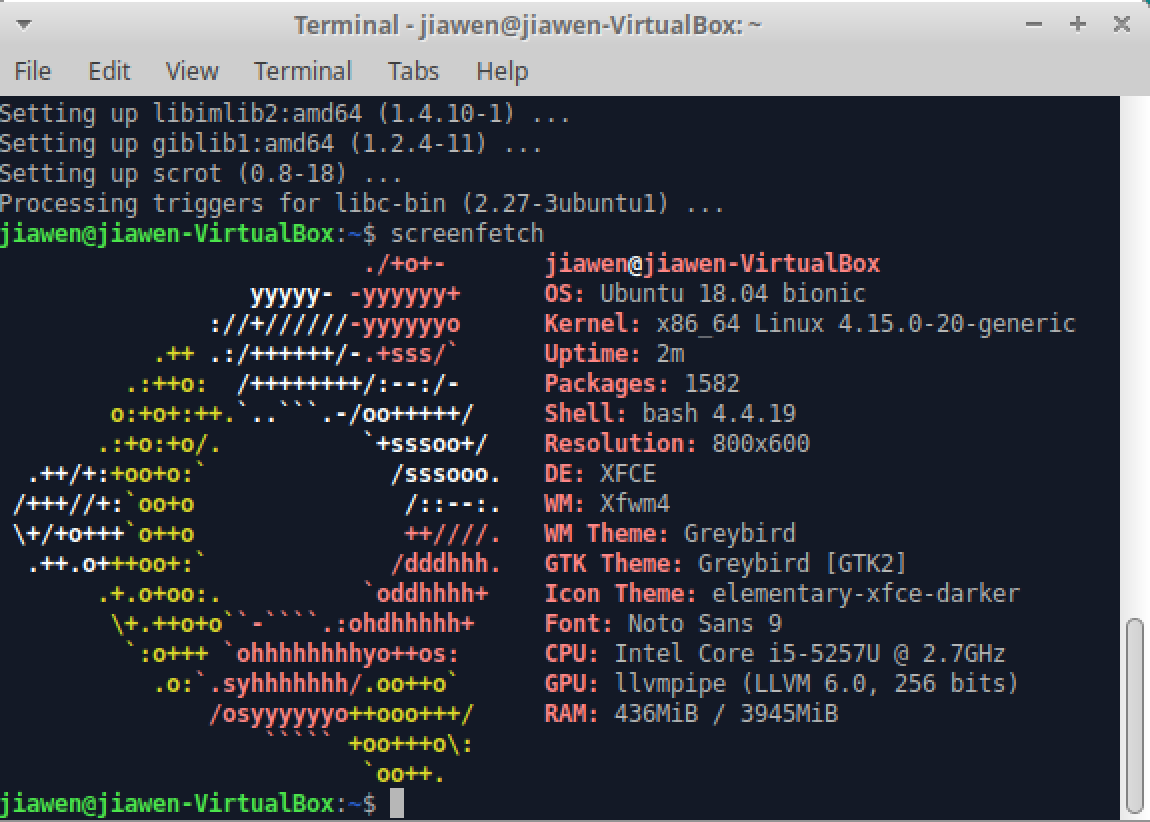 Terminal - jiawen@jiawen-VirtualBox: ~
File Edit View Terminal Tabs Help
Setting up libimlib2:amd64 (1.4.10-1) ...
Setting up giblib1:amd64 (1.2.4-11) ...
Setting up scrot (0.8-18) ...
Processing triggers for libc-bin (2.27-3ubuntu1) ...
jiawen@jiawen-VirtualBox:~$ screenfetch
                          ./+o+-       jiawen@jiawen-VirtualBox
                  yyyyy- -yyyyyy+      OS: Ubuntu 18.04 bionic
               ://+//////-yyyyyyo      Kernel: x86_64 Linux 4.15.0-20-generic
           .++ .:/++++++/-.+sss/`      Uptime: 2m
         .:++o:  /++++++++/:--:/-      Packages: 1582
        o:+o+:++.`..```.-/oo+++++/     Shell: bash 4.4.19
       .:+o:+o/.          `+sssoo+/    Resolution: 800x600
  .++/+:+oo+o:`             /sssooo.   DE: XFCE
 /+++//+:`oo+o               /::--:.   WM: Xfwm4
 \+/+o+++`o++o               ++////.   WM Theme: Greybird
  .++.o+++oo+:`             /dddhhh.   GTK Theme: Greybird [GTK2]
       .+.o+oo:.          `oddhhhh+    Icon Theme: elementary-xfce-darker
        \+.++o+o``-````.:ohdhhhhh+     Font: Noto Sans 9
         `:o+++ `ohhhhhhhhyo++os:      CPU: Intel Core i5-5257U @ 2.7GHz
           .o:`.syhhhhhhh/.oo++o`      GPU: llvmpipe (LLVM 6.0, 256 bits)
               /osyyyyyyo++ooo+++/     RAM: 436MiB / 3945MiB
                   ````` +oo+++o\:
                          `oo++.
jiawen@jiawen-VirtualBox:~$